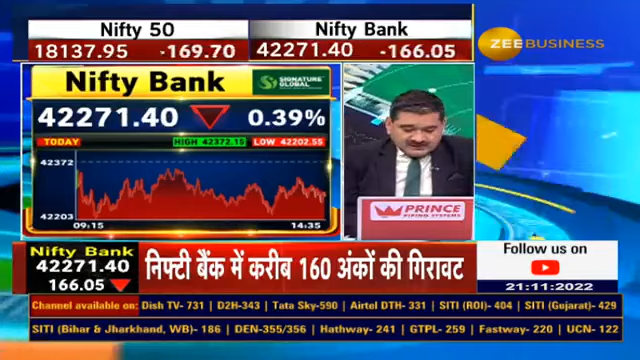 Nifty 50
18137.95 -169.70
Nifty Bank
42271.40 -166.05
ZEE BUSINESS
Nifty Bank
SIGNATURE GLOBAL
42271.40 0.39%
TODAY HIGH 42372.15 LOW 42202.55
42372
42203
09:15 14:35
PRINCE
PIPING SYSTEMS
Nifty Bank
42271.40
166.05
निफ्टी बैंक में करीब 160 अंकों की गिरावट
Follow us on
21-11-2022
Channel available on: Dish TV- 731 | D2H-343 | Tata Sky-590 | Airtel DTH- 331 | SITI (ROI)- 404 | SITI (Gujarat)- 429
SITI (Bihar & Jharkhand, WB)- 186 | DEN-355/356 | Hathway- 241 | GTPL- 259 | Fastway- 220 | UCN- 122